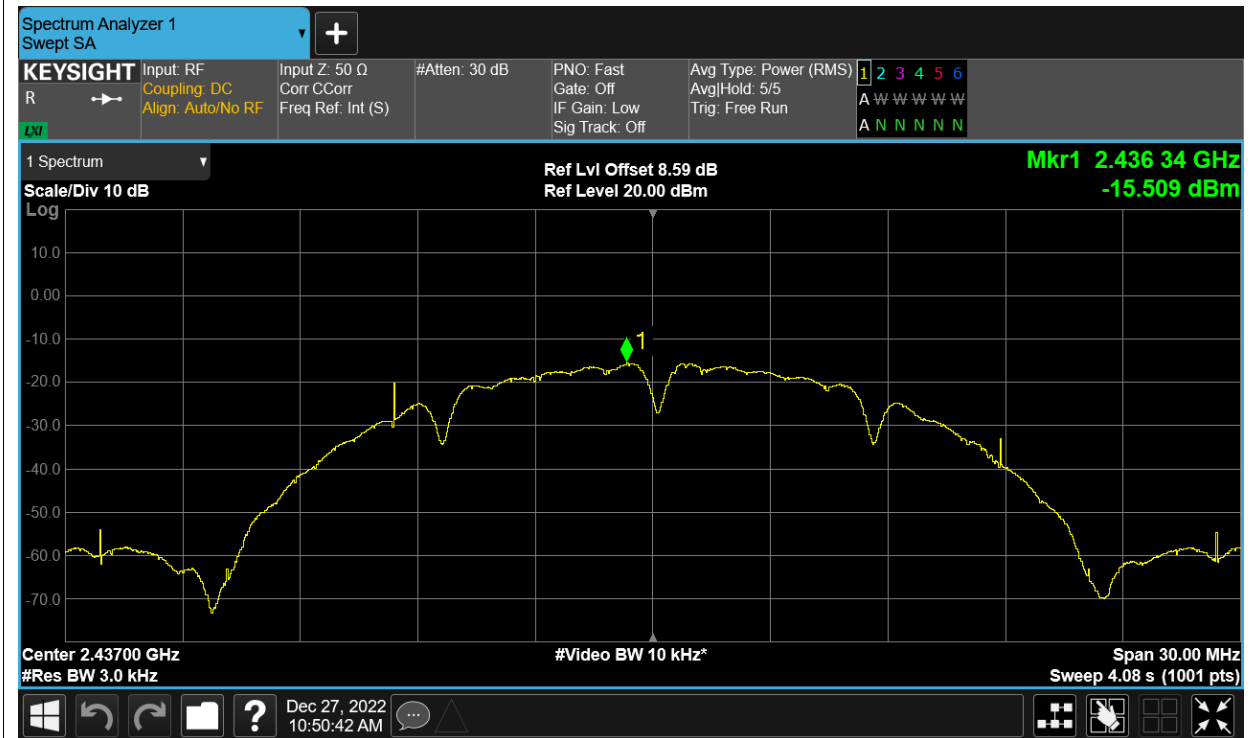 Spectrum Analyzer 1
Swept SA
KEYSIGHT
R
LXI
Input: RF
Coupling: DC
Align: Auto/No RF
Input Z: 50 Ω
Corr CCorr
Freq Ref: Int (S)
#Atten: 30 dB
PNO: Fast
Gate: Off
IF Gain: Low
Sig Track: Off
Avg Type: Power (RMS)
Avg|Hold: 5/5
Trig: Free Run
1 2 3 4 5 6
A W W W W W
A N N N N N
1 Spectrum
Scale/Div 10 dB
Log
Ref Lvl Offset 8.59 dB
Ref Level 20.00 dBm
Mkr1 2.436 34 GHz
-15.509 dBm
10.0
0.00
-10.0
1
-20.0
-30.0
-40.0
-50.0
-60.0
-70.0
Center 2.43700 GHz
#Res BW 3.0 kHz
#Video BW 10 kHz*
Span 30.00 MHz
Sweep 4.08 s (1001 pts)
?
Dec 27, 2022
10:50:42 AM